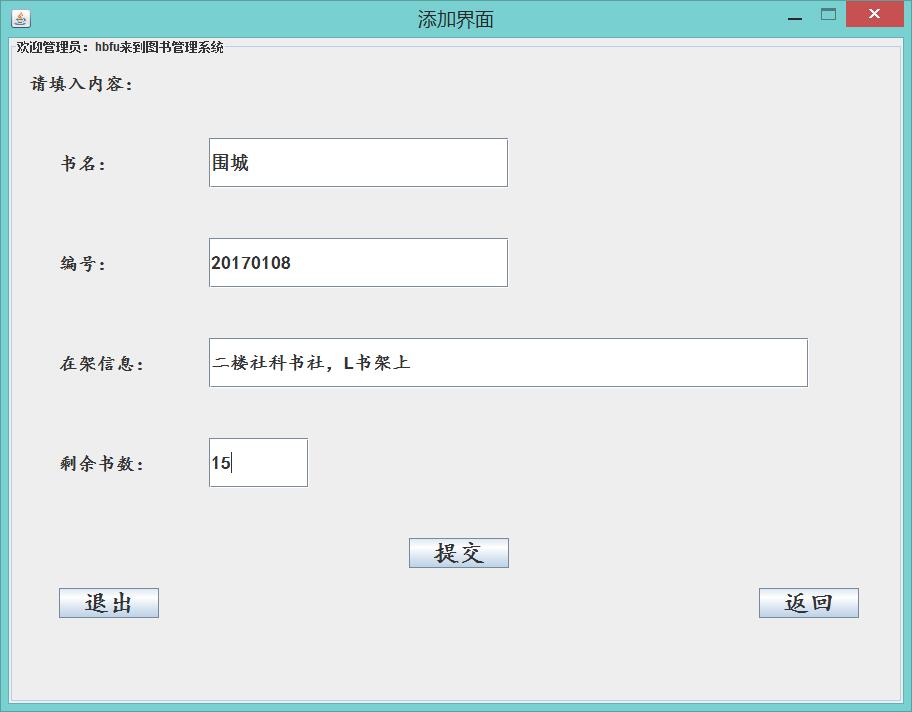 添加界面
欢迎管理员：hbfu来到图书管理系统
请填入内容：
书名：
围城
编号：
20170108
在架信息：
二楼社科书社，L书架上
剩余书数：
15
提交
退出
返回